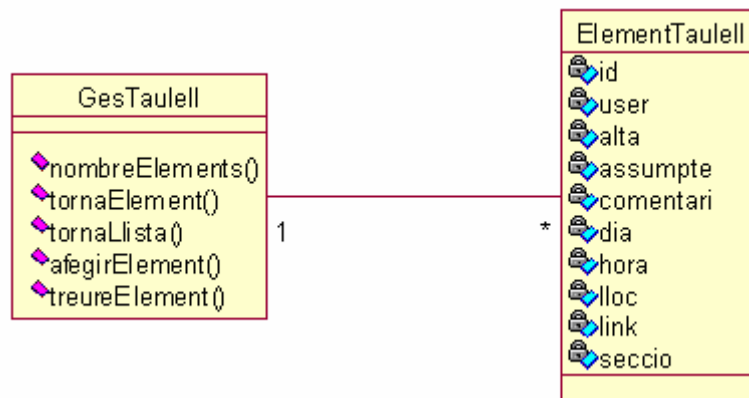 GesTaulell
nombreElements()
tornaElement()
tornaLlista()
afegirElement()
treureElement()
1
*
ElementTaulell
id
user
alta
assumpte
comentari
dia
hora
lloc
link
seccio